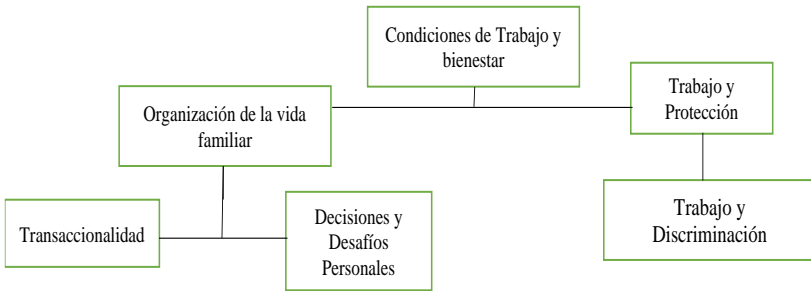 Condiciones de Trabajo y
bienestar
Organización de la vida
familiar
Trabajo y
Protección
Transaccionalidad
Decisiones y
Desafíos
Personales
Trabajo y
Discriminación